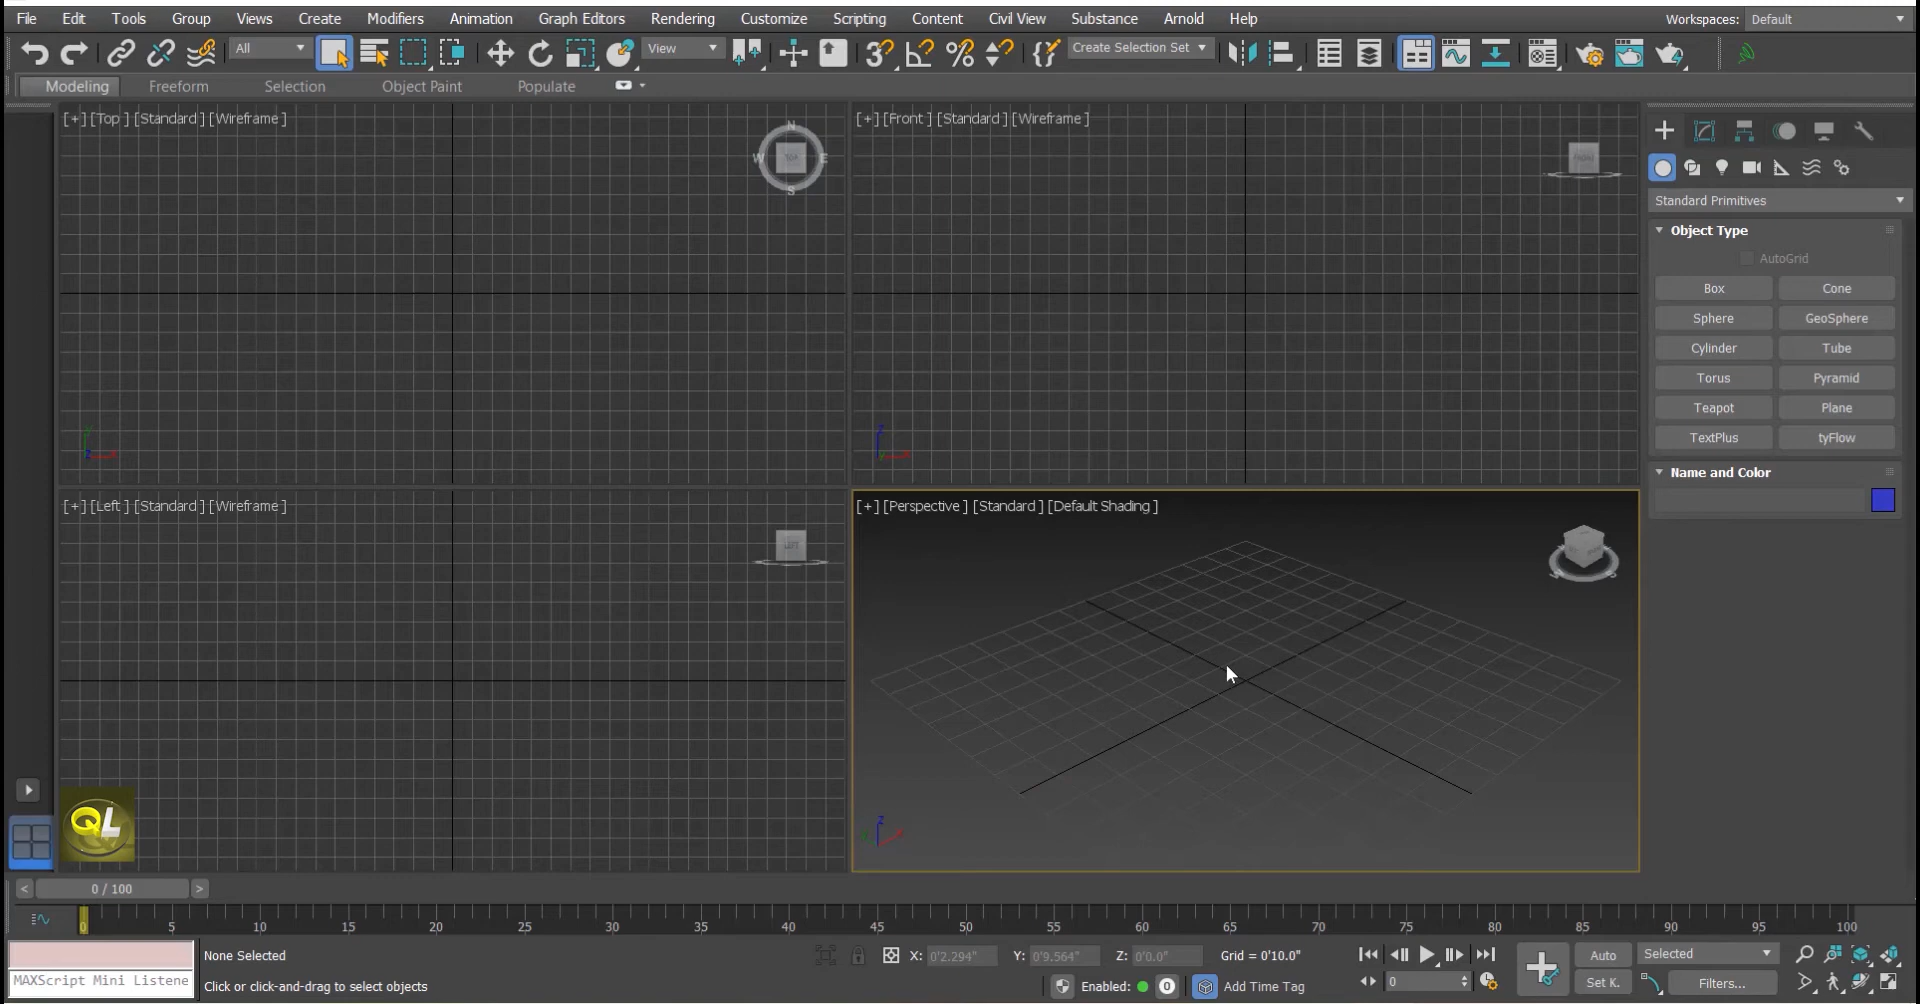 File Edit Tools Group Views Create Modifiers Animation Graph Editors Rendering Customize Scripting Content Civil View Substance Arnold Help Workspaces: Default
All View Create Selection Set
Modeling Freeform Selection Object Paint Populate
[+] [Top ] [Standard ] [Wireframe ]
[+] [Front ] [Standard ] [Wireframe ]
N
W TOP E
S
FRONT
Standard Primitives
Object Type
AutoGrid
Box Cone
Sphere GeoSphere
Cylinder Tube
Torus Pyramid
Teapot Plane
TextPlus tyFlow
Name and Color
y
z
x
z
[+] [Left ] [Standard ] [Wireframe ]
[+] [Perspective ] [Standard ] [Default Shading ]
LEFT
QL
z
< 0 / 100 >
0 5 10 15 20 25 30 35 40 45 50 55 60 65 70 75 80 85 90 95 100
None Selected X: 0'2.294" Y: 0'9.564" Z: 0'0.0" Grid = 0'10.0" Auto Selected
MAXScript Mini Listene Click or click-and-drag to select objects Enabled: 0 Add Time Tag 0 Set K. Filters...